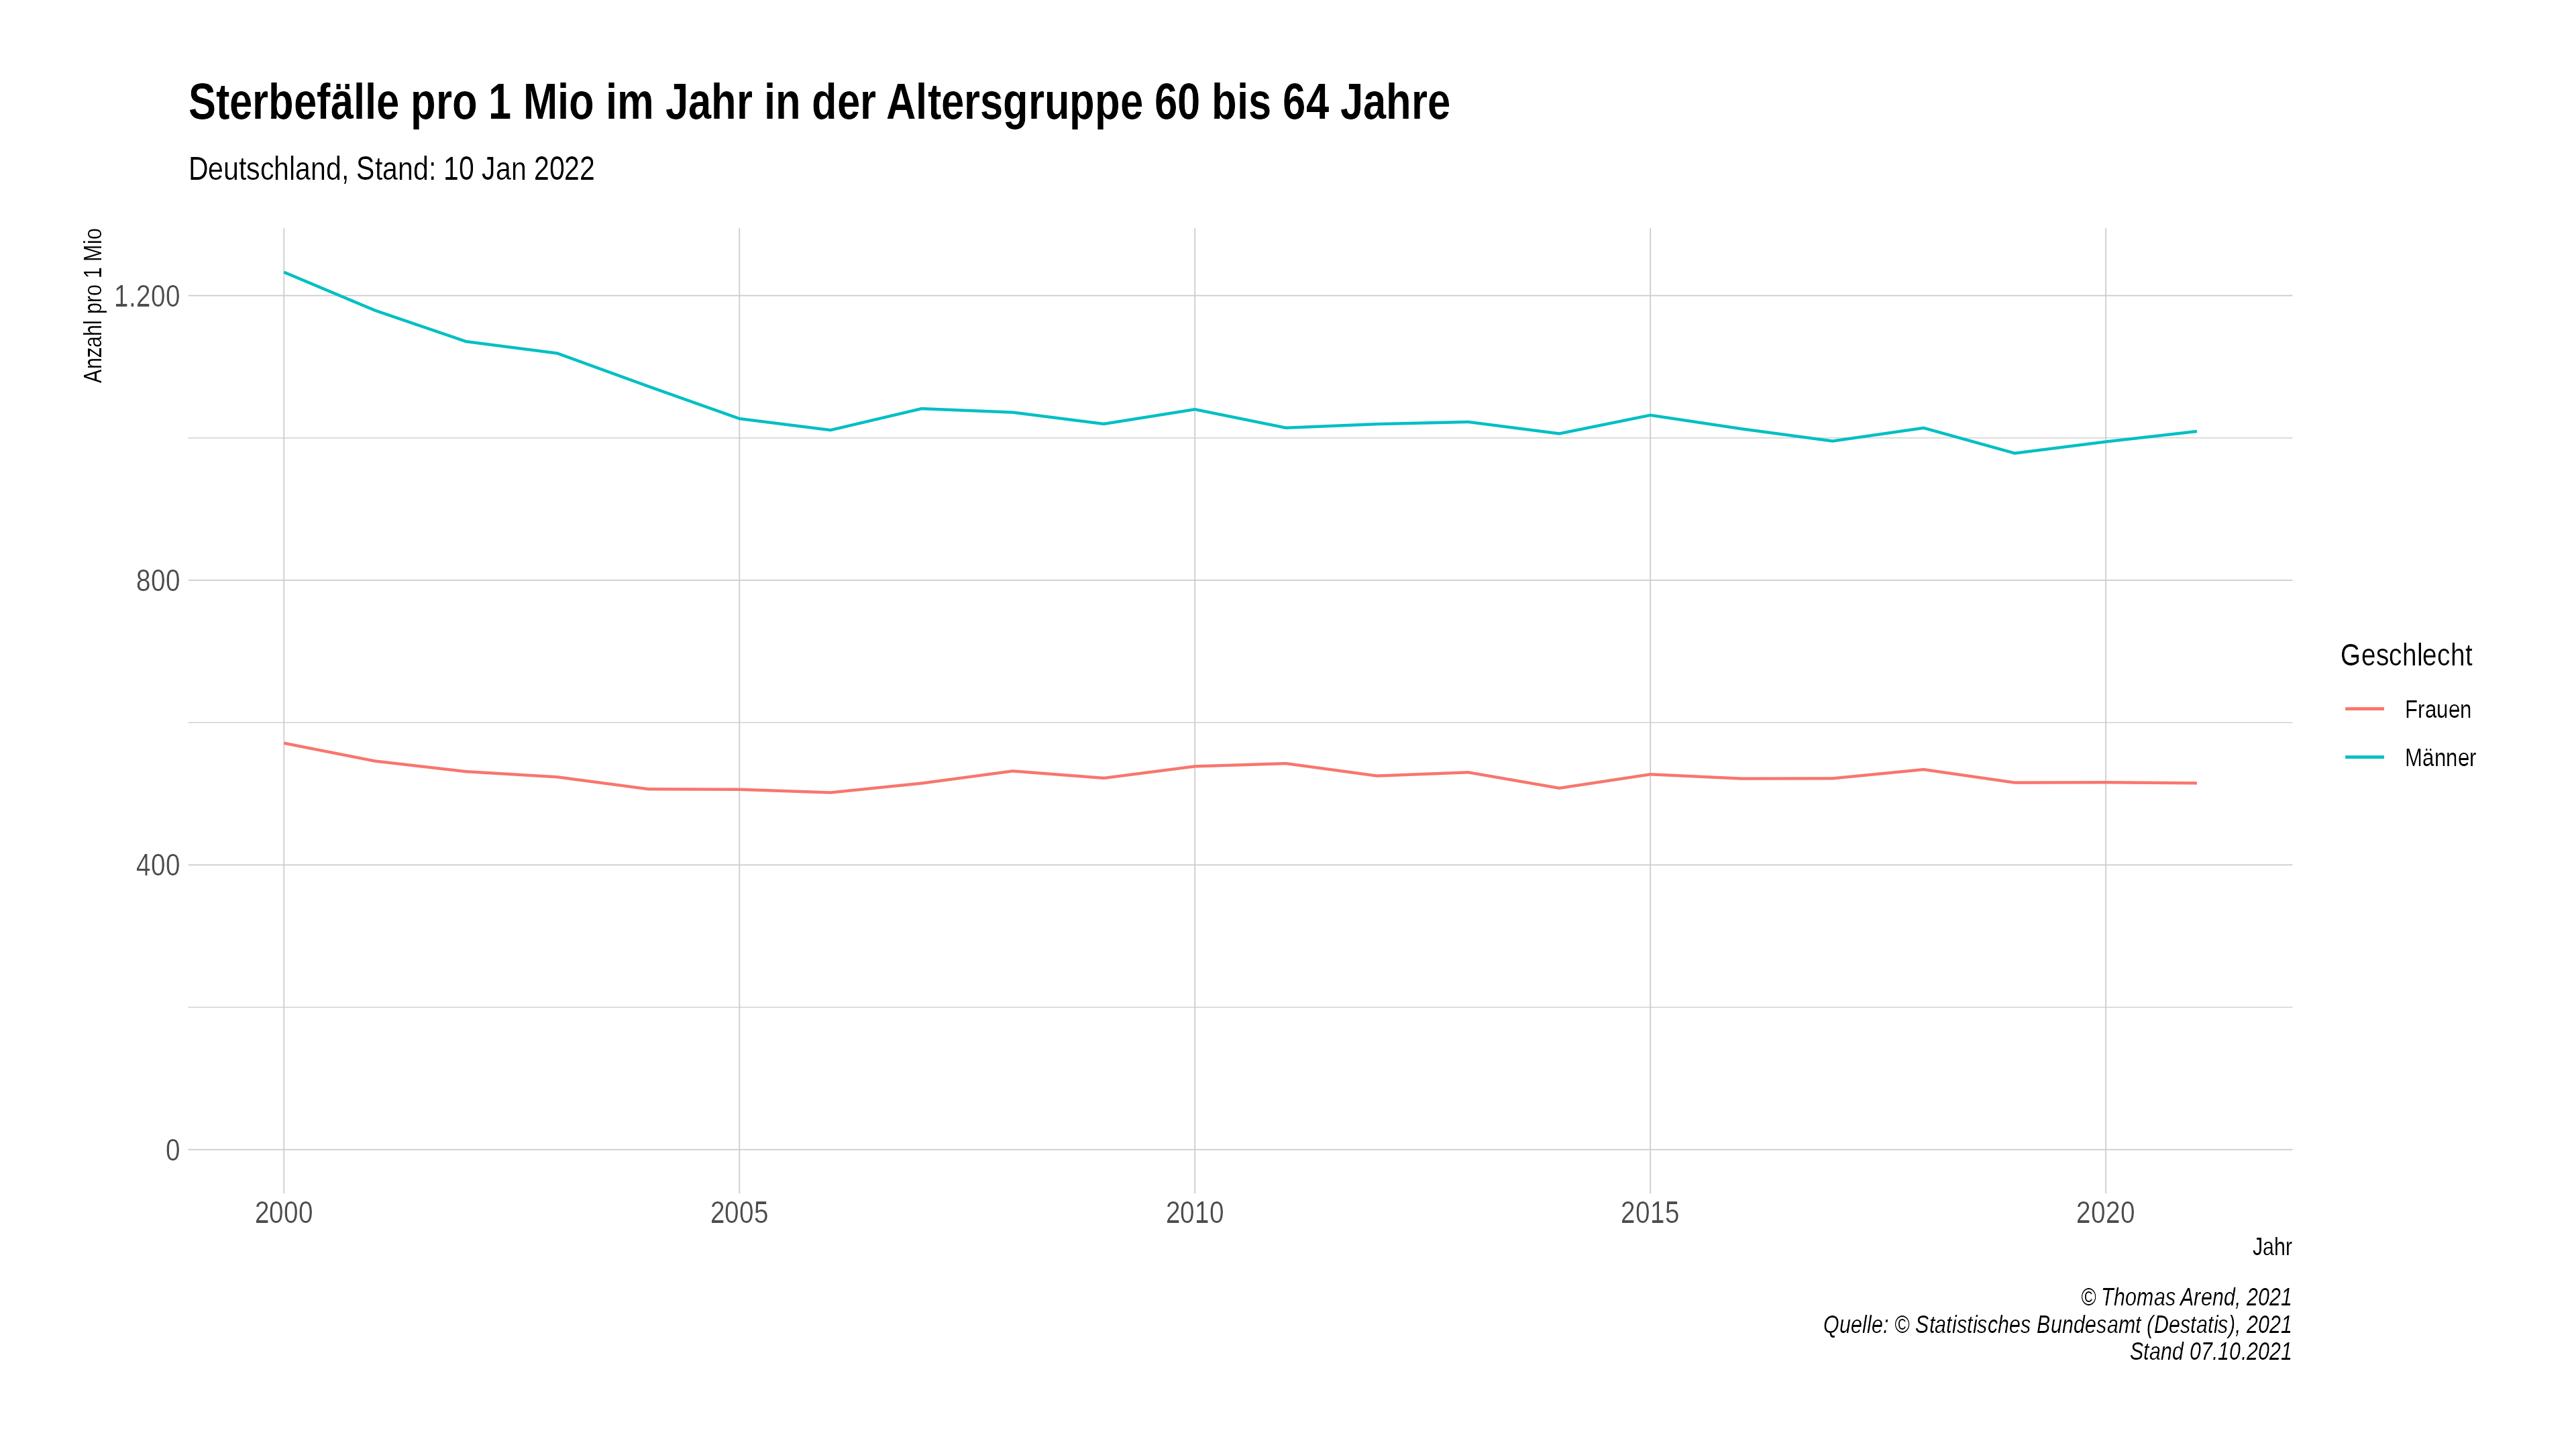 Sterbefälle pro 1 Mio im Jahr in der Altersgruppe 60 bis 64 Jahre
Deutschland, Stand: 10 Jan 2022
Anzahl pro 1 Mio
1.200
800
400
0
2000
2005
2010
2015
2020
Jahr
Geschlecht
Frauen
Männer
© Thomas Arend, 2021
Quelle: © Statistisches Bundesamt (Destatis), 2021
Stand 07.10.2021